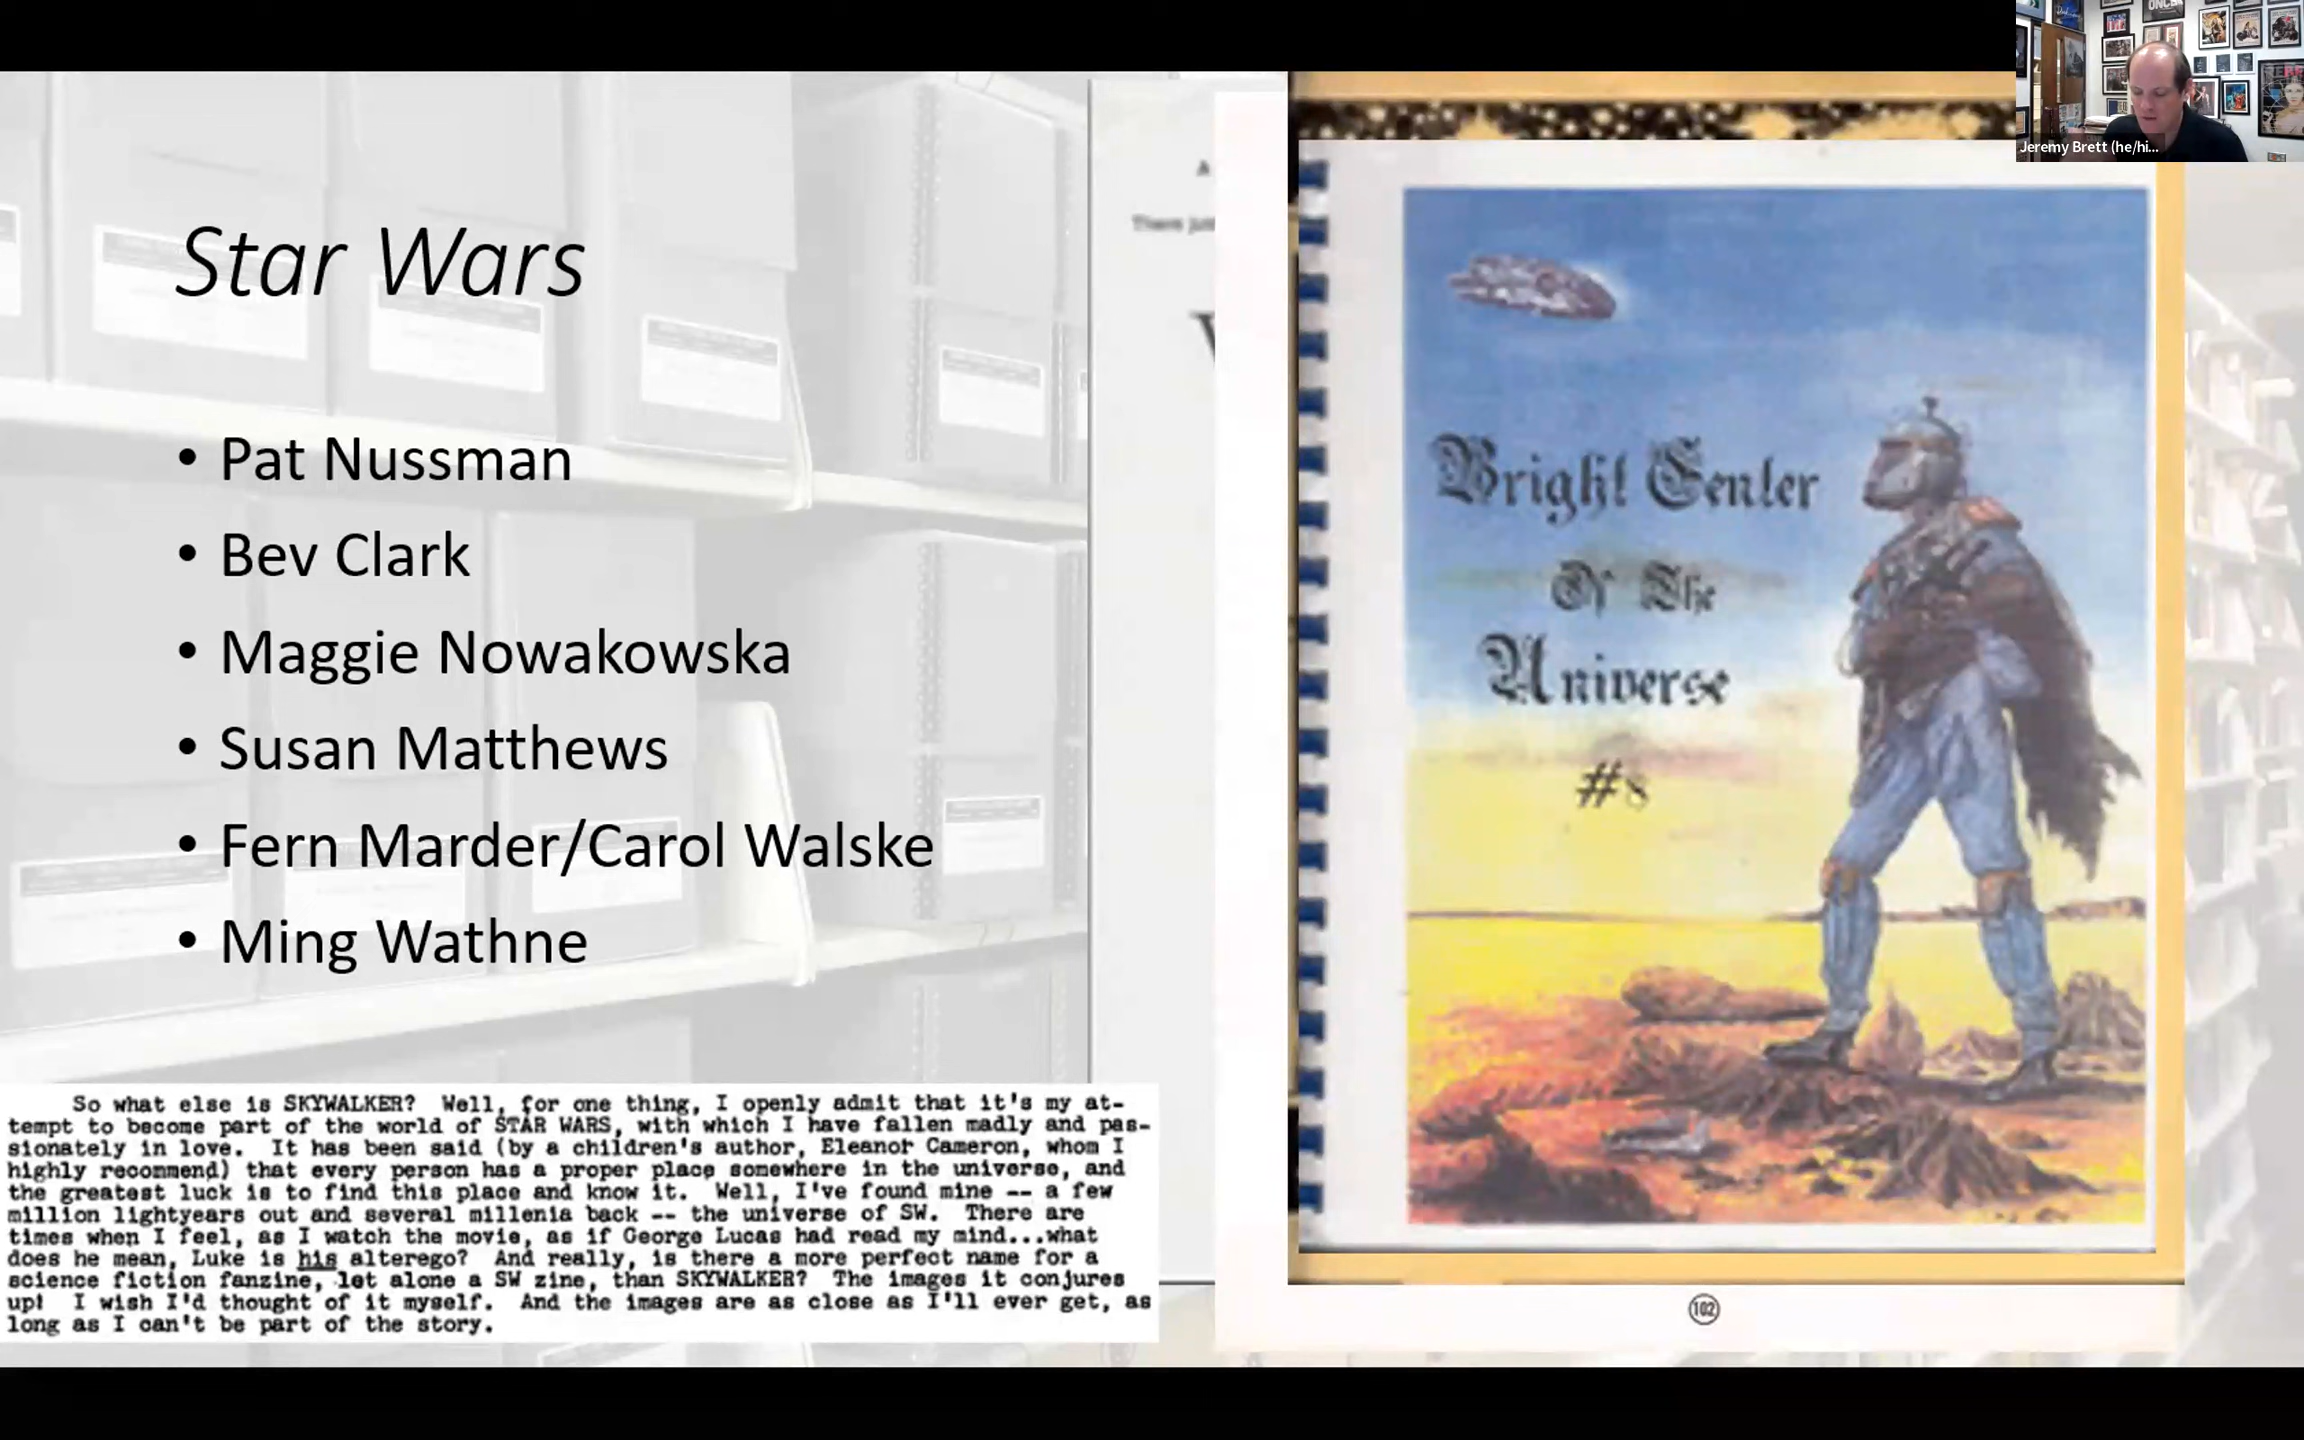 Jeremy Brett (he/hi...
Star Wars
• Pat Nussman
• Bev Clark
• Maggie Nowakowska
• Susan Matthews
• Fern Marder/Carol Walske
• Ming Wathne
So what else is SKYWALKER? Well, for one thing, I openly admit that it's my at-
tempt to become part of the world of STAR WARS, with which I have fallen madly and pas-
sionately in love. It has been said (by a children's author, Eleanor Cameron, whom I
highly recommend) that every person has a proper place somewhere in the universe, and
the greatest luck is to find this place and know it. Well, I've found mine -- a few
million lightyears out and several millenia back -- the universe of SW. There are
times when I feel, as I watch the movie, as if George Lucas had read my mind...what
does he mean, Luke is his alterego? And really, is there a more perfect name for a
science fiction fanzine, let alone a SW zine, than SKYWALKER? The images it conjures
up! I wish I'd thought of it myself. And the images are as close as I'll ever get, as
long as I can't be part of the story.
A
There jus
Bright Center
Of The
Universe
#8
102